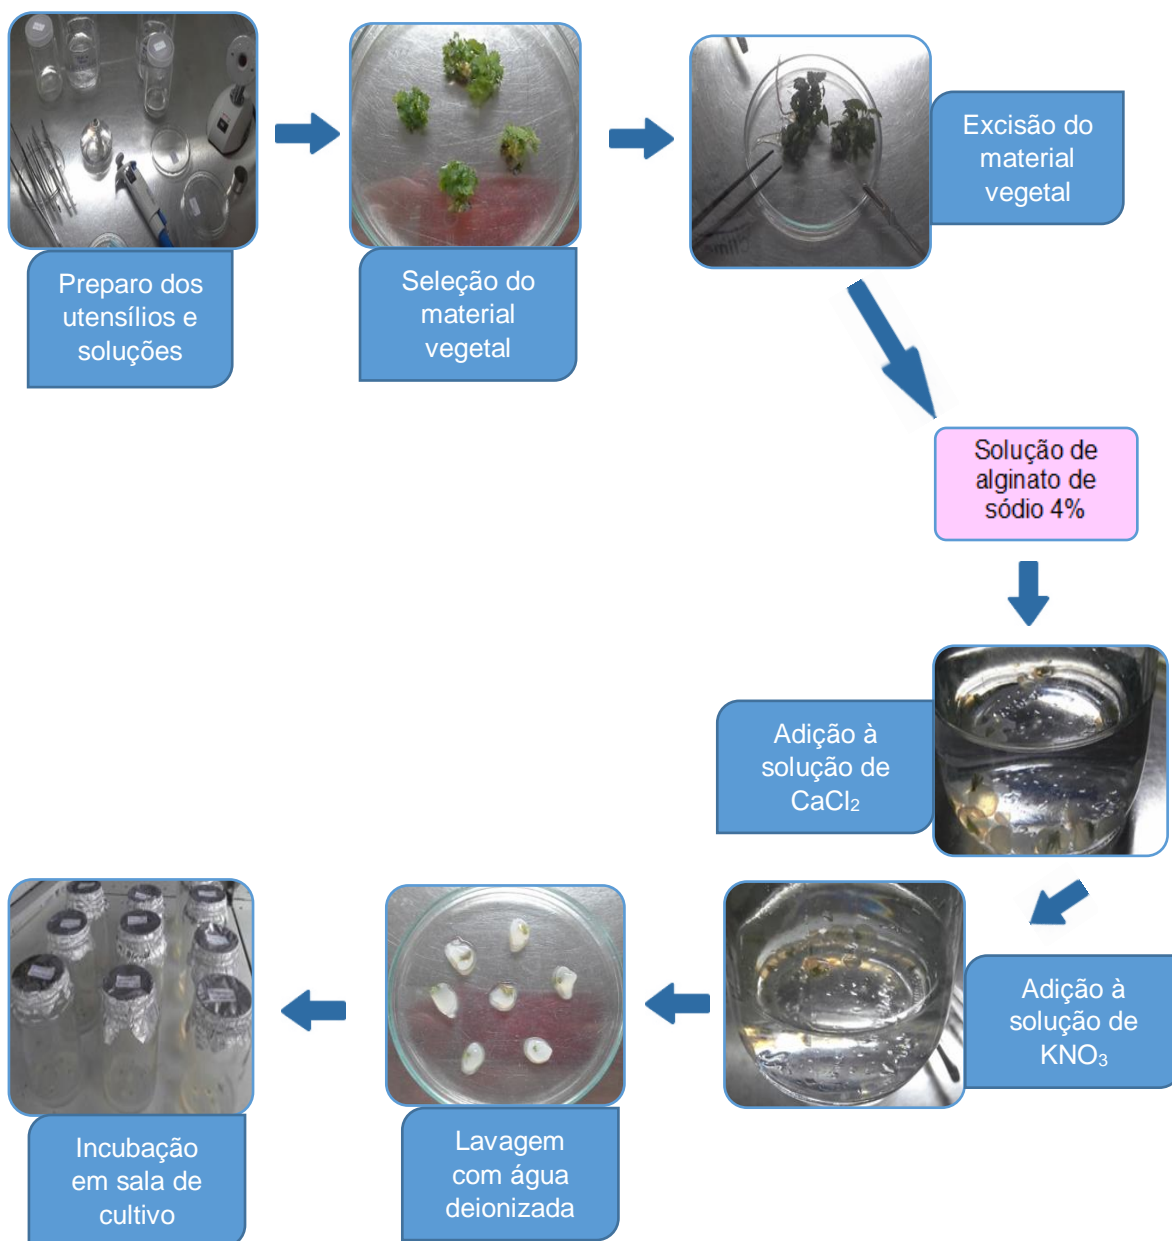 Preparo dos
utensílios e
soluções
Seleção do
material
vegetal
Excisão do
material
vegetal
Solução de
alginato de
sódio 4%
Adição à
solução de
CaCl₂
Adição à
solução de
KNO₃
Lavagem
com água
deionizada
Incubação
em sala de
cultivo